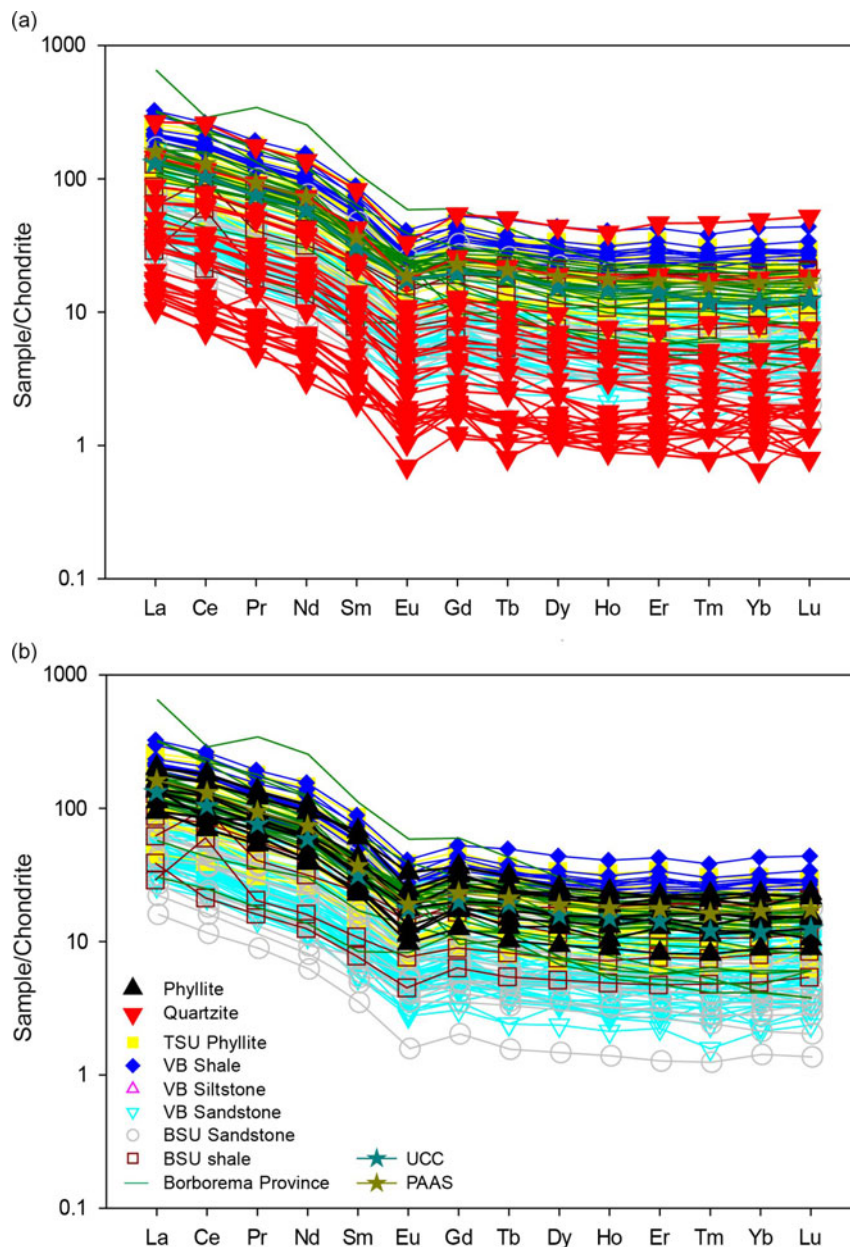 (a)
1000
100
10
1
0.1
Sample/Chondrite
La Ce Pr Nd Sm Eu Gd Tb Dy Ho Er Tm Yb Lu
(b)
1000
100
10
1
0.1
Sample/Chondrite
Phyllite
Quartzite
TSU Phyllite
VB Shale
VB Siltstone
VB Sandstone
BSU Sandstone
BSU shale
Borborema Province
UCC
PAAS
La Ce Pr Nd Sm Eu Gd Tb Dy Ho Er Tm Yb Lu